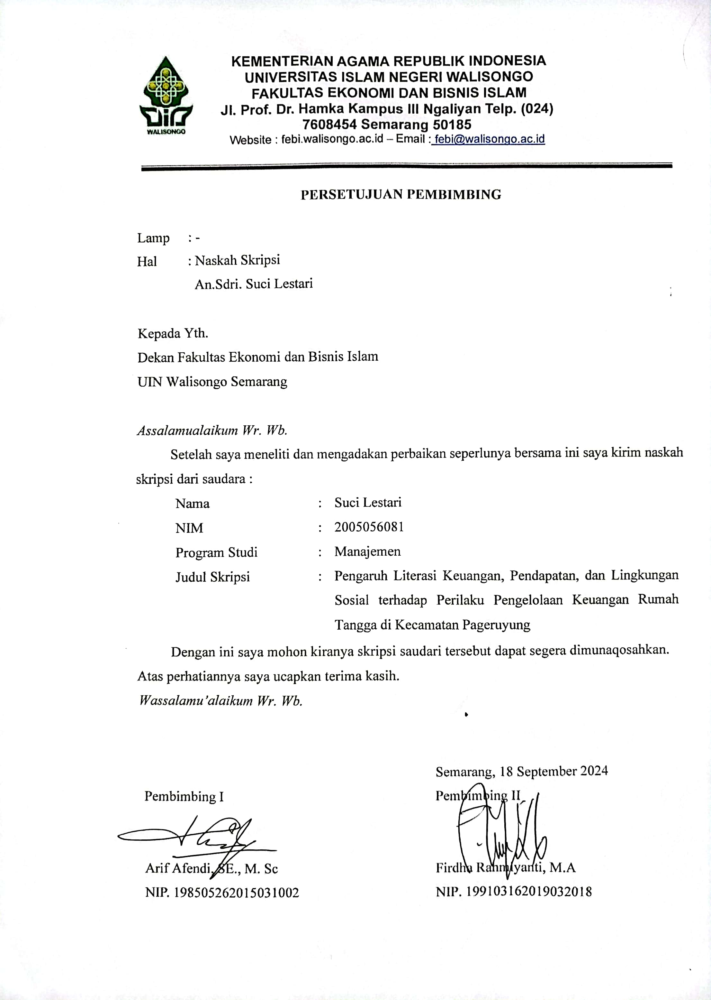 KEMENTERIAN AGAMA REPUBLIK INDONESIA
UNIVERSITAS ISLAM NEGERI WALISONGO
FAKULTAS EKONOMI DAN BISNIS ISLAM
Jl. Prof. Dr. Hamka Kampus III Ngaliyan Telp. (024)
7608454 Semarang 50185
Website : febi.walisongo.ac.id – Email : febi@walisongo.ac.id
UIN
WALISONGO
PERSETUJUAN PEMBIMBING
Lamp : -
Hal : Naskah Skripsi
An.Sdri. Suci Lestari
Kepada Yth.
Dekan Fakultas Ekonomi dan Bisnis Islam
UIN Walisongo Semarang
Assalamualaikum Wr. Wb.
Setelah saya meneliti dan mengadakan perbaikan seperlunya bersama ini saya kirim naskah
skripsi dari saudara :
Nama : Suci Lestari
NIM : 2005056081
Program Studi : Manajemen
Judul Skripsi : Pengaruh Literasi Keuangan, Pendapatan, dan Lingkungan
Sosial terhadap Perilaku Pengelolaan Keuangan Rumah
Tangga di Kecamatan Pageruyung
Dengan ini saya mohon kiranya skripsi saudari tersebut dapat segera dimunaqosahkan.
Atas perhatiannya saya ucapkan terima kasih.
Wassalamu’alaikum Wr. Wb.
Semarang, 18 September 2024
Pembimbing I
Pembimbing II
Arif Afendi, SE., M. Sc
Firdha Rahmiyanti, M.A
NIP. 198505262015031002
NIP. 199103162019032018